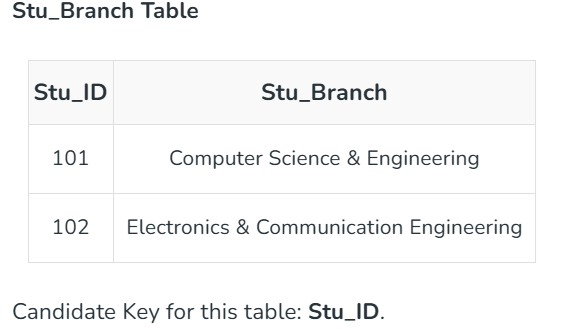 Stu_Branch Table
Stu_ID Stu_Branch
101 Computer Science & Engineering
102 Electronics & Communication Engineering
Candidate Key for this table: Stu_ID.